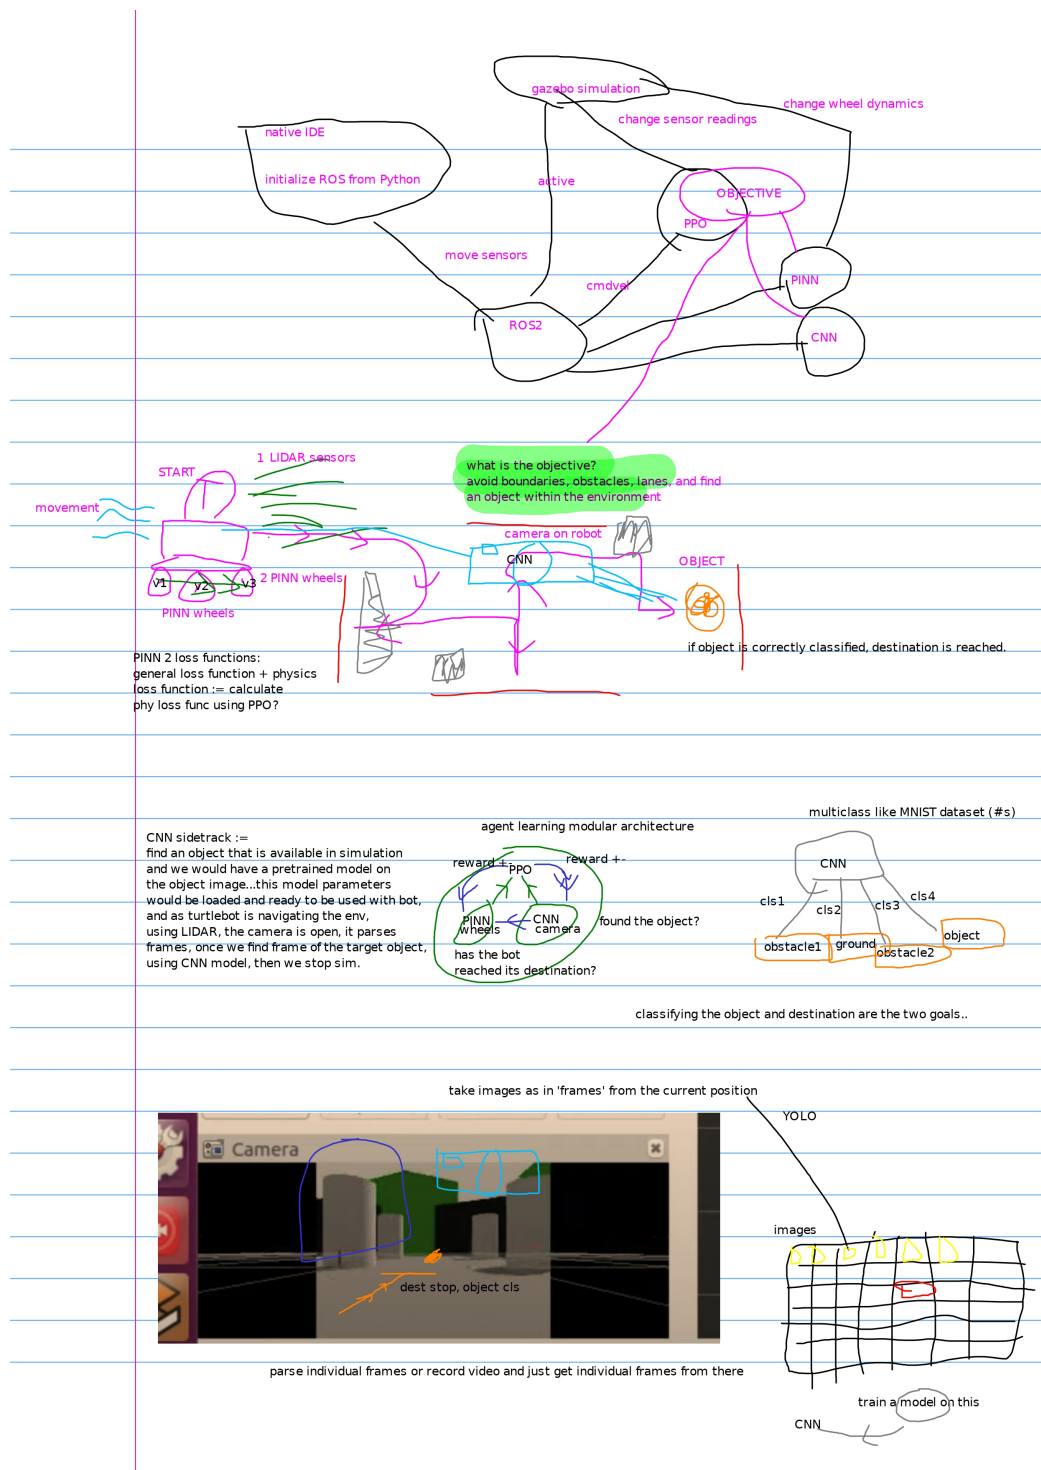 gazebo simulation
change wheel dynamics
change sensor readings
native IDE
initialize ROS from Python
active
OBJECTIVE
PPO
move sensors
cmdvel
PINN
ROS2
CNN
what is the objective?
avoid boundaries, obstacles, lanes, and find
an object within the environment
1 LIDAR sensors
START
movement
camera on robot
CNN
OBJECT
v1
v2
v3
2 PINN wheels
PINN wheels
if object is correctly classified, destination is reached.
PINN 2 loss functions:
general loss function + physics
loss function := calculate
phy loss func using PPO?
multiclass like MNIST dataset (#s)
agent learning modular architecture
CNN sidetrack :=
find an object that is available in simulation
and we would have a pretrained model on
the object image...this model parameters
would be loaded and ready to be used with bot,
and as turtlebot is navigating the env,
using LIDAR, the camera is open, it parses
frames, once we find frame of the target object,
using CNN model, then we stop sim.
reward +-
reward +-
PPO
PINN
wheels
CNN
camera
found the object?
has the bot
reached its destination?
CNN
cls1
cls2
cls3
cls4
obstacle1
ground
obstacle2
object
classifying the object and destination are the two goals..
take images as in 'frames' from the current position
YOLO
Camera
images
dest stop, object cls
parse individual frames or record video and just get individual frames from there
train a model on this
CNN